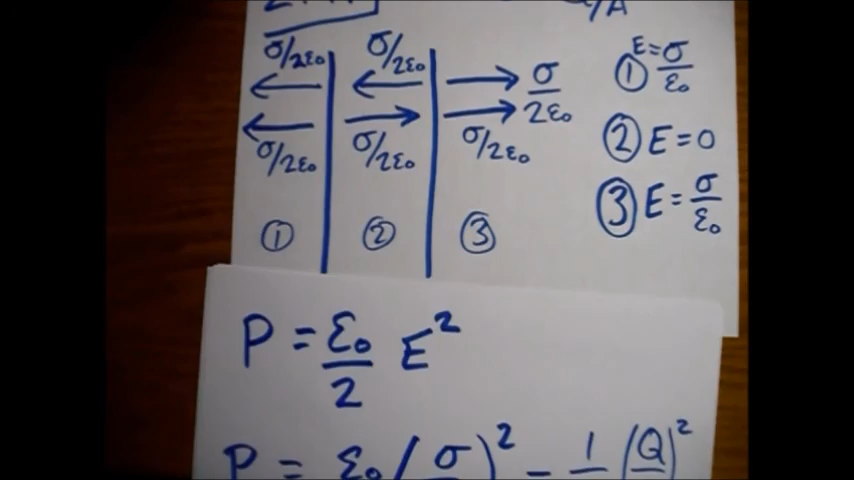 Q/A
σ/2ε₀ σ/2ε₀ σ/2ε₀
σ/2ε₀ σ/2ε₀ σ/2ε₀
① ② ③
① E = σ/ε₀
② E = 0
③ E = σ/ε₀
P = ε₀/2 E²